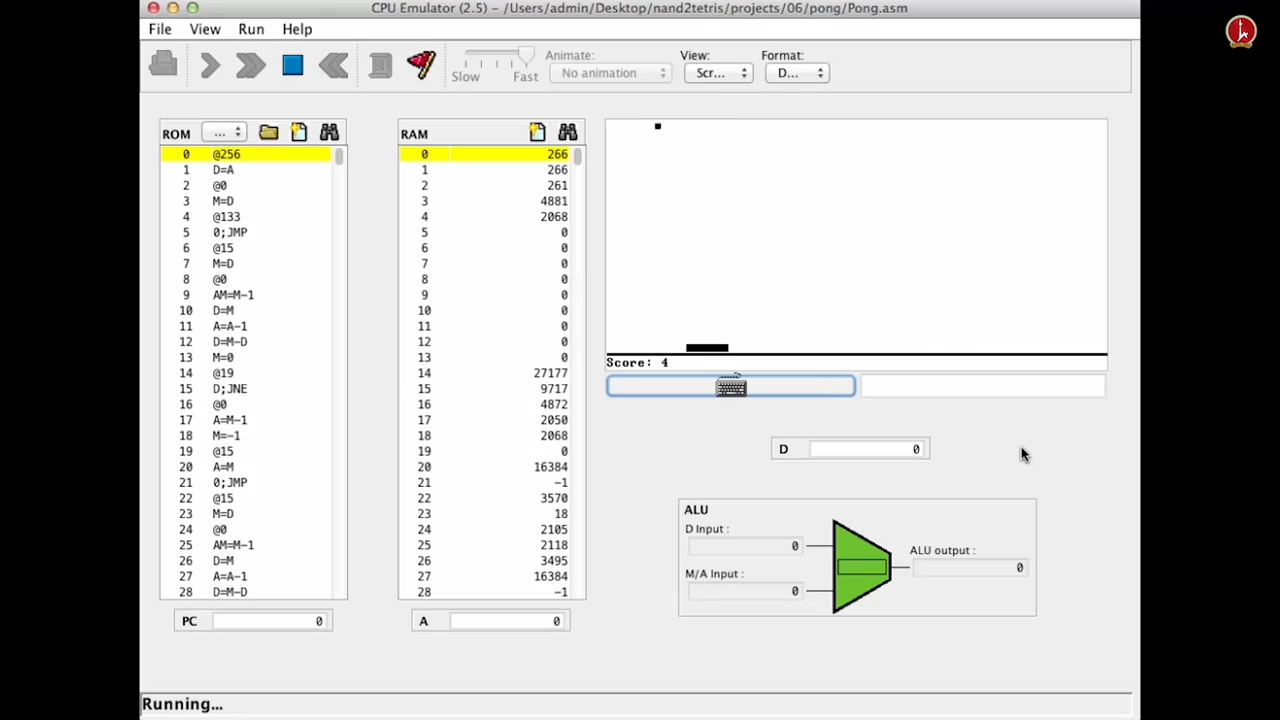 CPU Emulator (2.5) - /Users/admin/Desktop/nand2tetris/projects/06/pong/Pong.asm
File View Run Help
Slow Fast
Animate:
No animation
View:
Scr...
Format:
D...
ROM ...
0 @256
1 D=A
2 @0
3 M=D
4 @133
5 0;JMP
6 @15
7 M=D
8 @0
9 AM=M-1
10 D=M
11 A=A-1
12 D=M-D
13 M=0
14 @19
15 D;JNE
16 @0
17 A=M-1
18 M=-1
19 @15
20 A=M
21 0;JMP
22 @15
23 M=D
24 @0
25 AM=M-1
26 D=M
27 A=A-1
28 D=M-D
PC 0
RAM
0 266
1 266
2 261
3 4881
4 2068
5 0
6 0
7 0
8 0
9 0
10 0
11 0
12 0
13 0
14 27177
15 9717
16 4872
17 2050
18 2068
19 0
20 16384
21 -1
22 3570
23 18
24 2105
25 2118
26 3495
27 16384
28 -1
A 0
Score: 4
D 0
ALU
D Input :
0
M/A Input :
0
ALU output :
0
Running...